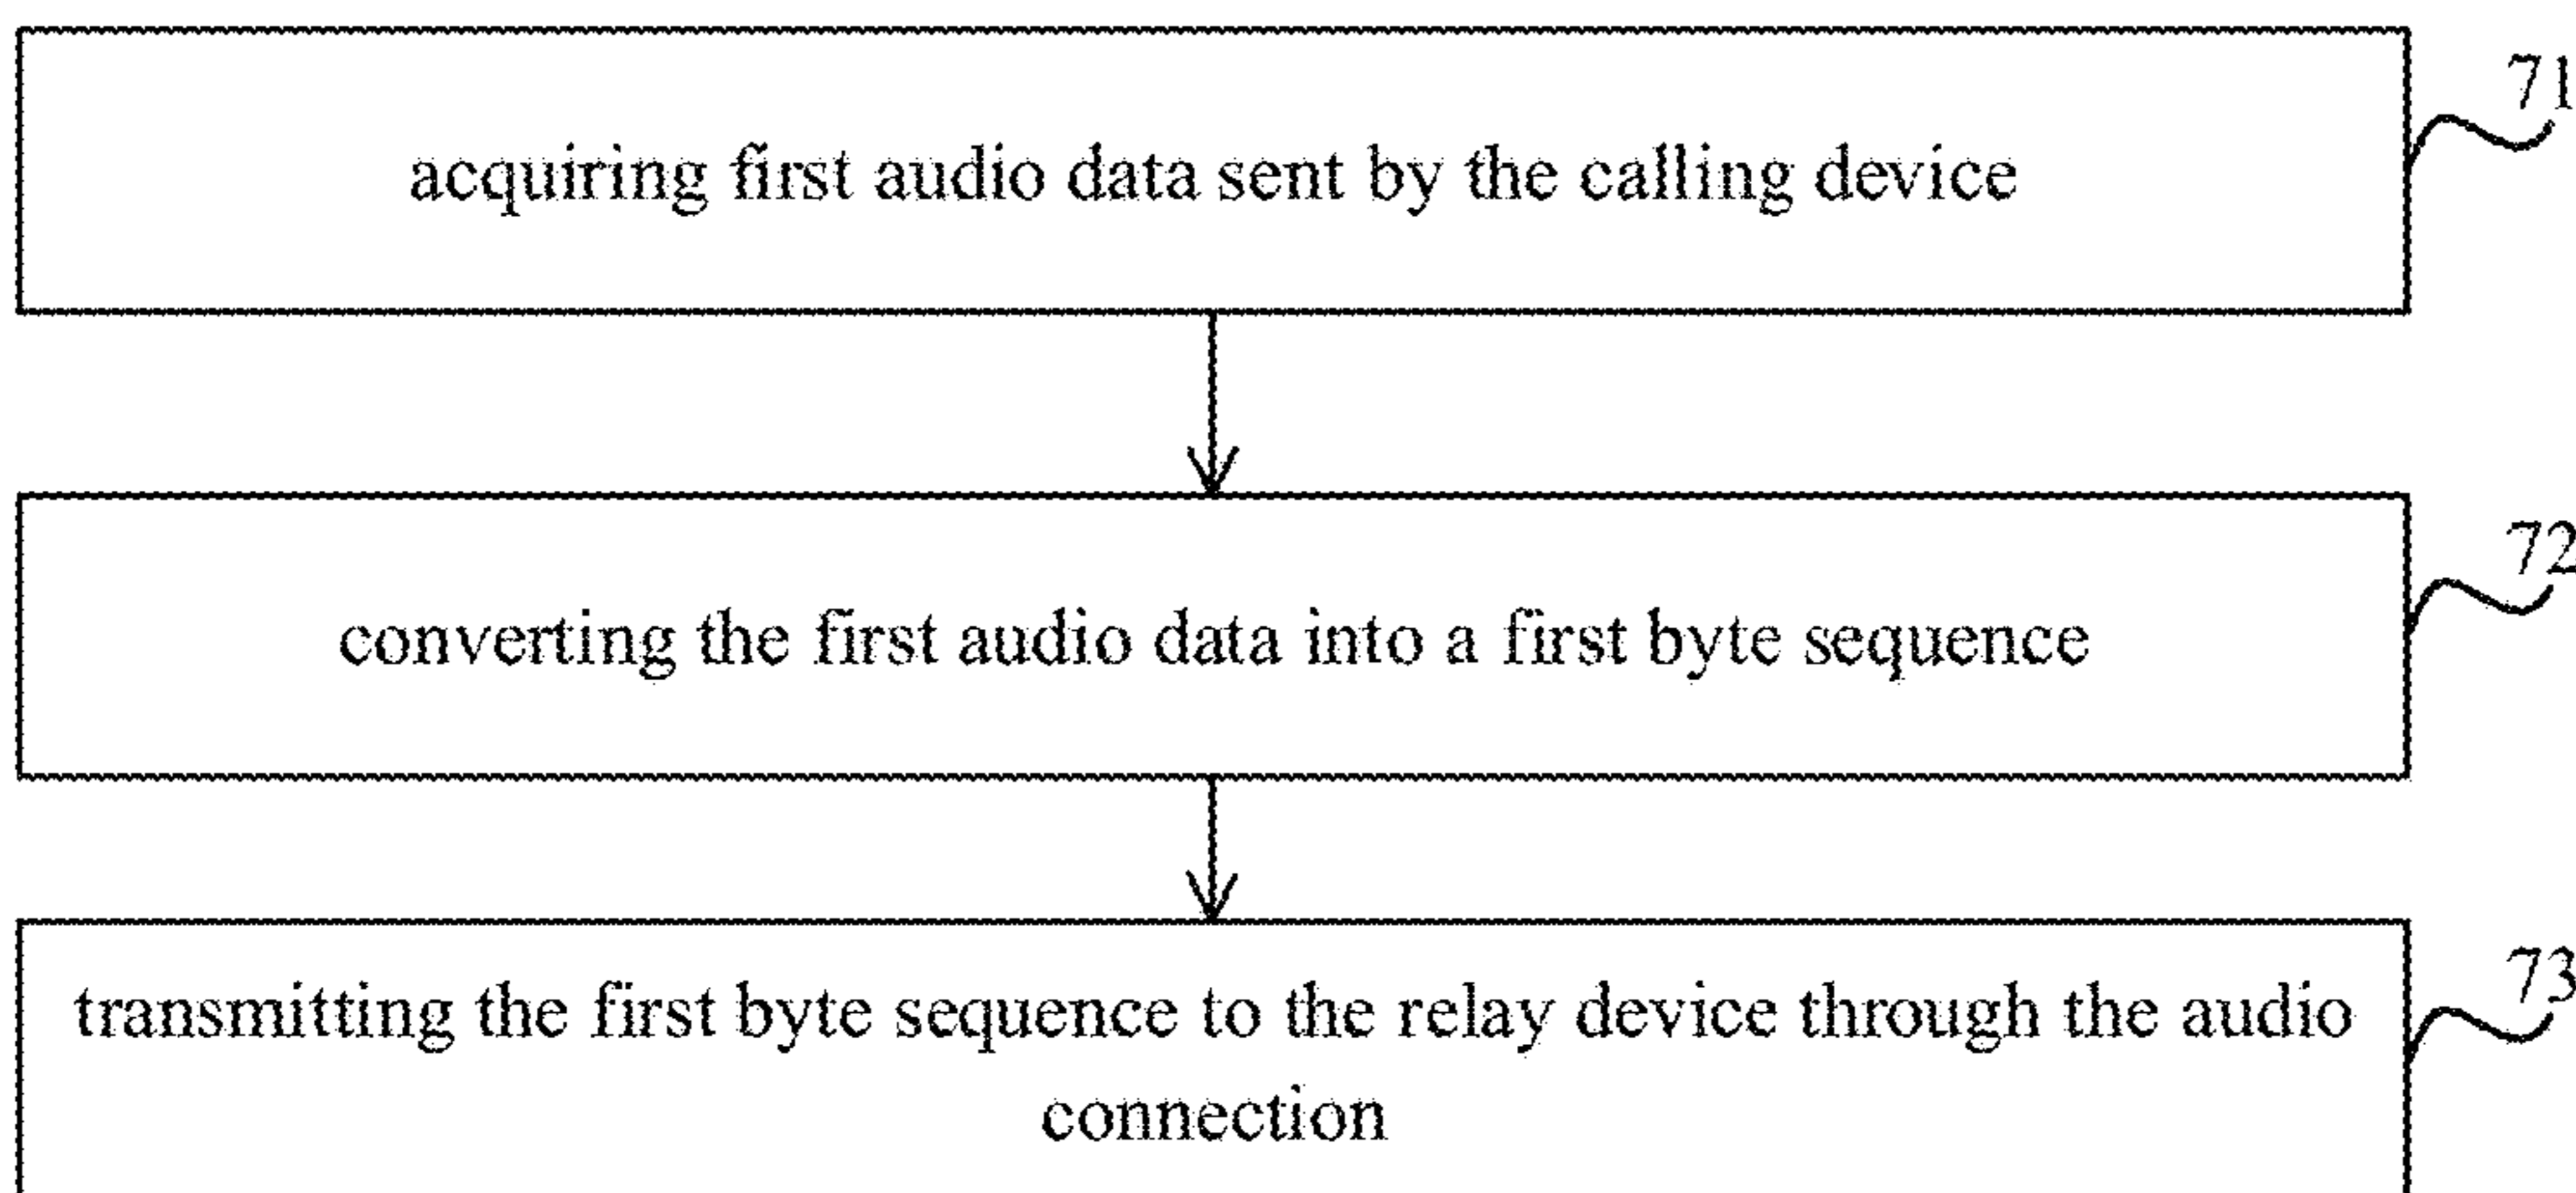 71
acquiring first audio data sent by the calling device
72
converting the first audio data into a first byte sequence
73
transmitting the first byte sequence to the relay device through the audio
connection